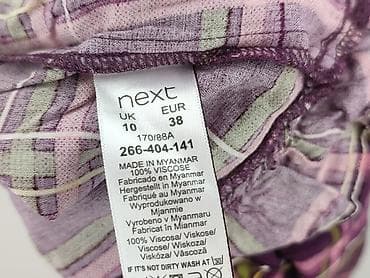 next
UK EUR
10 38
170/88A
266-404-141
MADE IN MYANMAR
100% VISCOSE
Fabricado en Myanmar
Hergestellt in Myanmar
Fabriqué au Myanmar
Wyprodukowano w
Mjanmie
Vyrobeno v Myanmaru
Fabricat în Myanmar
100% Viscosa/ Viskose/
Viscose/ Wiskoza/
Viskóza/ Vâscoză
IF IT'S NOT DIRTY WASH AT 30